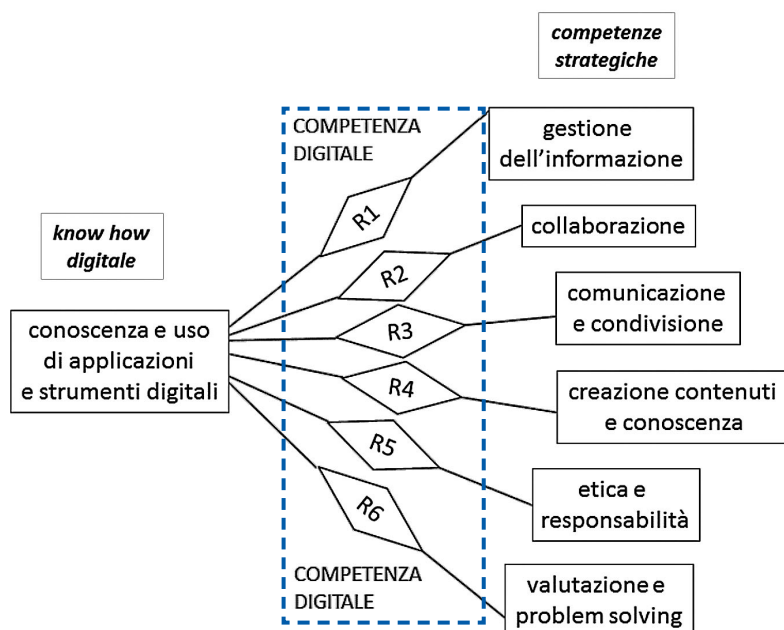 competenze
strategiche
COMPETENZA
DIGITALE
gestione
dell’informazione
R1
know how
digitale
collaborazione
R2
comunicazione
e condivisione
R3
conoscenza e uso
di applicazioni
e strumenti digitali
R4
creazione contenuti
e conoscenza
R5
etica e
responsabilità
R6
COMPETENZA
DIGITALE
valutazione e
problem solving